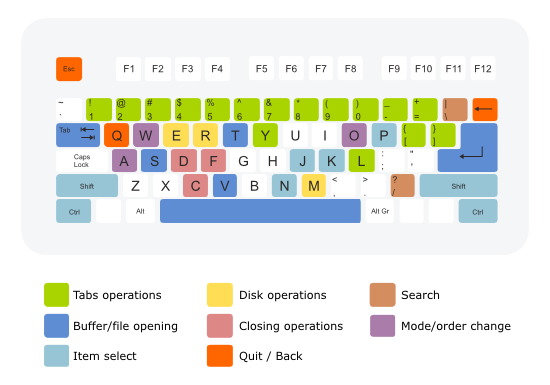 Esc F1 F2 F3 F4 F5 F6 F7 F8 F9 F10 F11 F12
~ ! @ # $ % ^ & * ( ) _ + |
. 1 2 3 4 5 6 7 8 9 0 - = \
Tab Q W E R T Y U I O P { }
[ ]
Caps Lock A S D F G H J K L : "
; '
Shift Z X C V B N M < > ? Shift
, . /
Ctrl Alt Alt Gr Ctrl
Tabs operations Disk operations Search
Buffer/file opening Closing operations Mode/order change
Item select Quit / Back